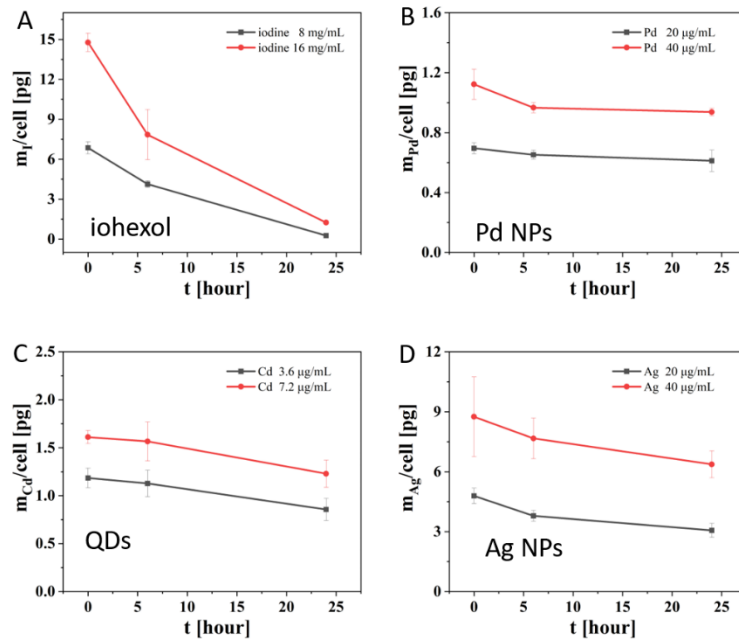 A
iodine 8 mg/mL
iodine 16 mg/mL
15
12
9
6
3
0
m_I/cell [pg]
iohexol
0 5 10 15 20 25
t [hour]
B
Pd 20 µg/mL
Pd 40 µg/mL
1.6
1.2
0.8
0.4
0.0
m_Pd/cell [pg]
Pd NPs
0 5 10 15 20 25
t [hour]
C
Cd 3.6 µg/mL
Cd 7.2 µg/mL
2.5
2.0
1.5
1.0
0.5
0.0
m_Cd/cell [pg]
QDs
0 5 10 15 20 25
t [hour]
D
Ag 20 µg/mL
Ag 40 µg/mL
12
9
6
3
0
m_Ag/cell [pg]
Ag NPs
0 5 10 15 20 25
t [hour]